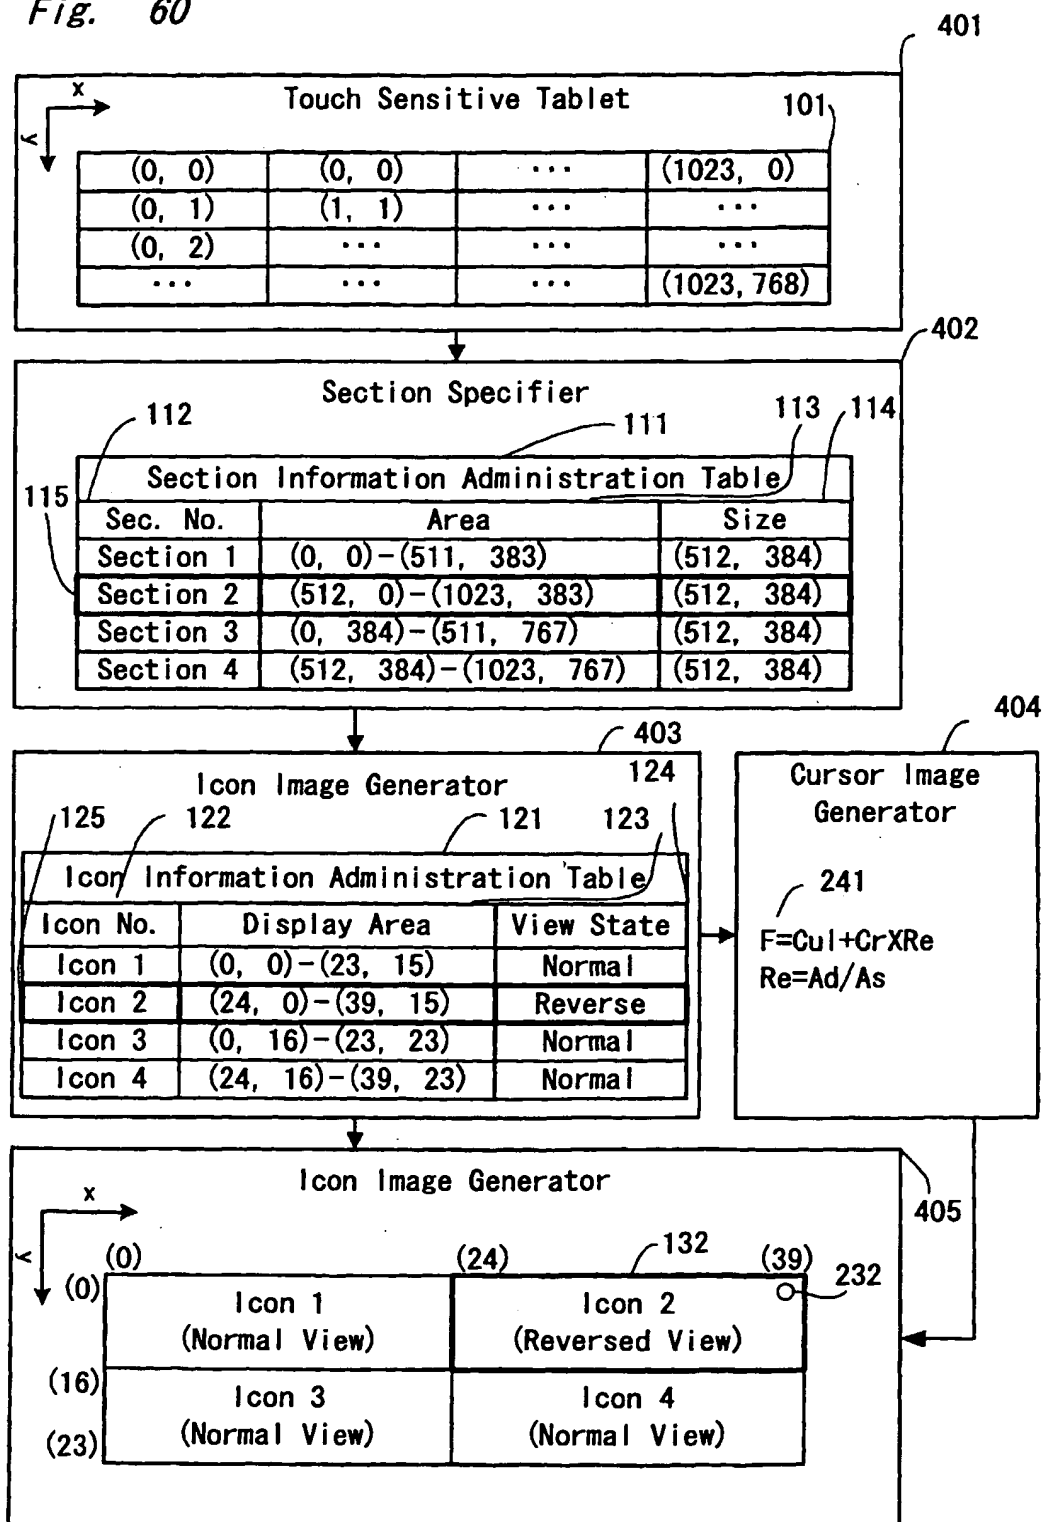 Fig. 60
401
x
Touch Sensitive Tablet
101
y
(0, 0) (0, 0) ... (1023, 0)
(0, 1) (1, 1) ... ...
(0, 2) ... ... ...
... ... ... (1023, 768)
402
Section Specifier
112 111 113 114
Section Information Administration Table
115
Sec. No. Area Size
Section 1 (0, 0)-(511, 383) (512, 384)
Section 2 (512, 0)-(1023, 383) (512, 384)
Section 3 (0, 384)-(511, 767) (512, 384)
Section 4 (512, 384)-(1023, 767) (512, 384)
403
404
Icon Image Generator
124
125 122 121 123
Icon Information Administration Table
Icon No. Display Area View State
Icon 1 (0, 0)-(23, 15) Normal
Icon 2 (24, 0)-(39, 15) Reverse
Icon 3 (0, 16)-(23, 23) Normal
Icon 4 (24, 16)-(39, 23) Normal
Cursor Image
Generator
241
F=Cul+CrXRe
Re=Ad/As
Icon Image Generator
405
x
y
(0) (24) 132 (39)
(0)
232
Icon 1
(Normal View)
Icon 2
(Reversed View)
(16)
Icon 3
(Normal View)
Icon 4
(Normal View)
(23)